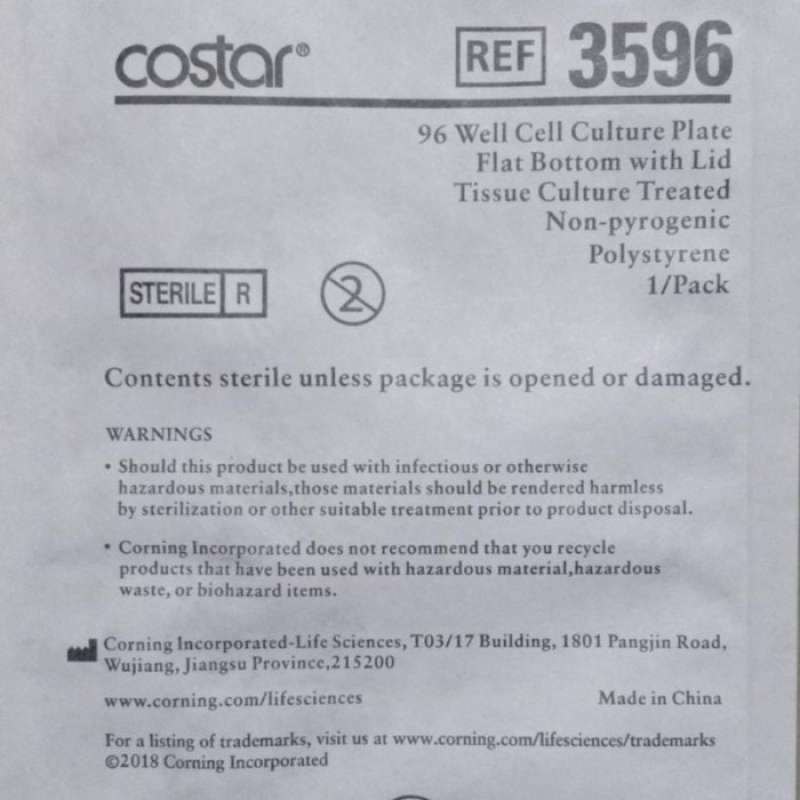 costar®
REF 3596
96 Well Cell Culture Plate
Flat Bottom with Lid
Tissue Culture Treated
Non-pyrogenic
Polystyrene
1/Pack
STERILE R
2
Contents sterile unless package is opened or damaged.
WARNINGS
• Should this product be used with infectious or otherwise
hazardous materials,those materials should be rendered harmless
by sterilization or other suitable treatment prior to product disposal.
• Corning Incorporated does not recommend that you recycle
products that have been used with hazardous material,hazardous
waste, or biohazard items.
Corning Incorporated-Life Sciences, T03/17 Building, 1801 Pangjin Road,
Wujiang, Jiangsu Province,215200
www.corning.com/lifesciences
Made in China
For a listing of trademarks, visit us at www.corning.com/lifesciences/trademarks
©2018 Corning Incorporated